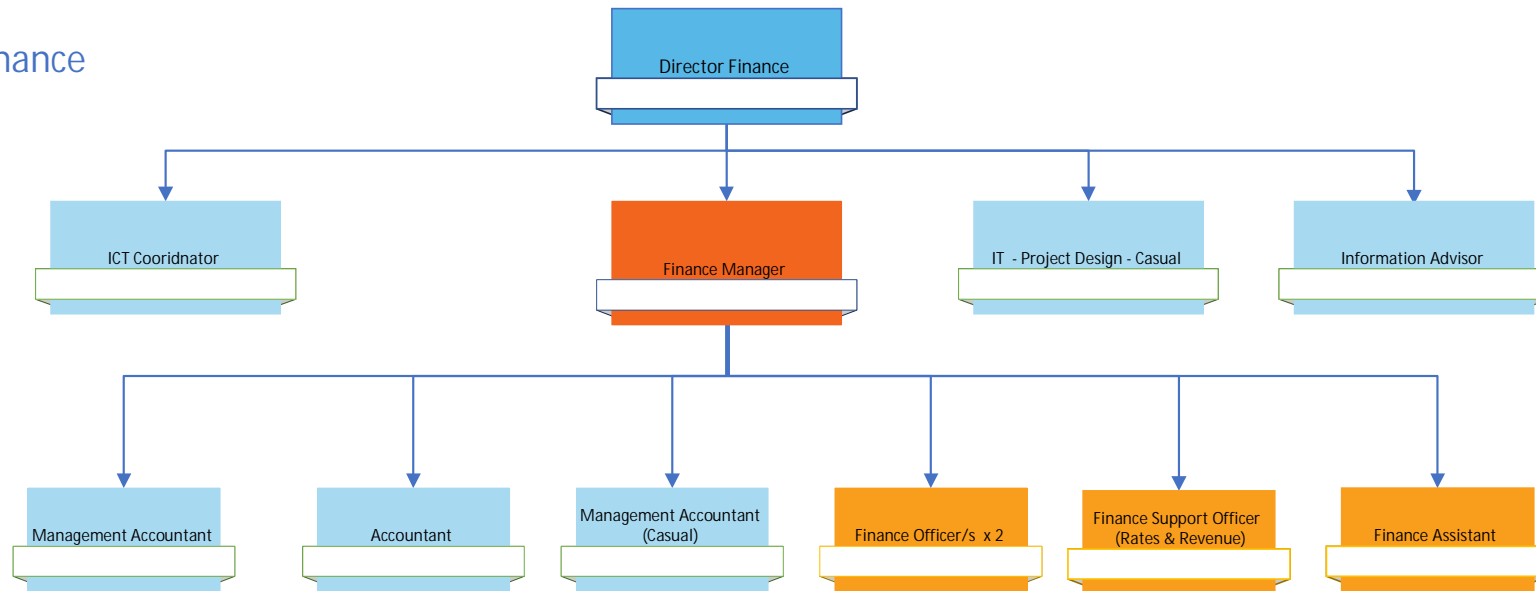 nance
Director Finance
ICT Cooridnator
Finance Manager
IT - Project Design - Casual
Information Advisor
Management Accountant
Accountant
Management Accountant
(Casual)
Finance Officer/s x 2
Finance Support Officer
(Rates & Revenue)
Finance Assistant